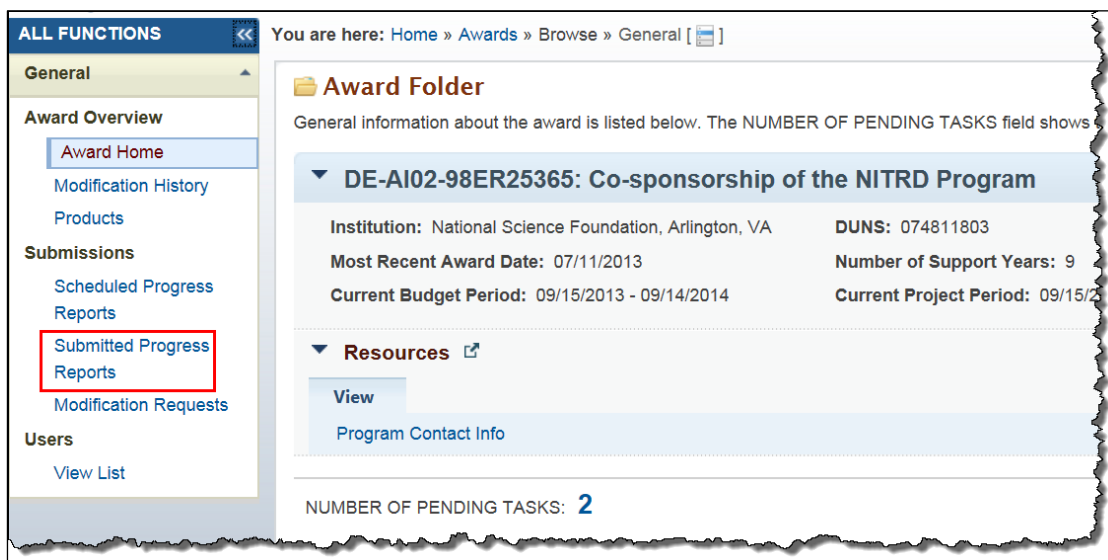 ALL FUNCTIONS
General
Award Overview
Award Home
Modification History
Products
Submissions
Scheduled Progress
Reports
Submitted Progress
Reports
Modification Requests
Users
View List
You are here: Home » Awards » Browse » General [ ]
Award Folder
General information about the award is listed below. The NUMBER OF PENDING TASKS field shows
DE-AI02-98ER25365: Co-sponsorship of the NITRD Program
Institution: National Science Foundation, Arlington, VA DUNS: 074811803
Most Recent Award Date: 07/11/2013 Number of Support Years: 9
Current Budget Period: 09/15/2013 - 09/14/2014 Current Project Period: 09/15/2
Resources
View
Program Contact Info
NUMBER OF PENDING TASKS: 2